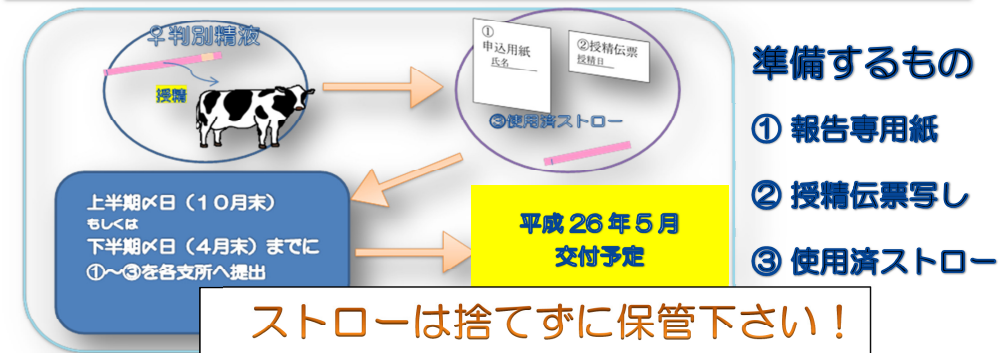 ♀判別精液
授精
①
申込用紙
氏名
②授精伝票
授精日
③使用済ストロー
上半期〆日（１０月末）
もしくは
下半期〆日（４月末）までに
①～③を各支所へ提出
平成26年５月
交付予定
準備するもの
① 報告専用紙
② 授精伝票写し
③ 使用済ストロー
ストローは捨てずに保管下さい！